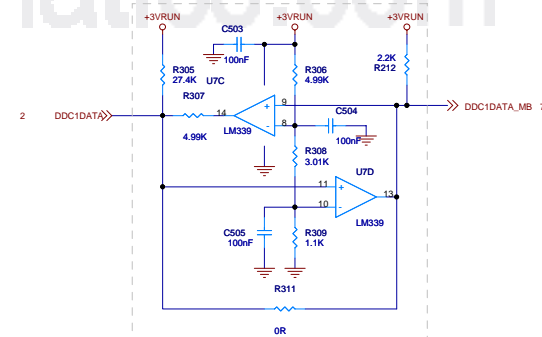 +3VRUN +3VRUN +3VRUN
C503
100nF
R305
27.4K
U7C
R306
4.99K
2.2K
R212
R307
2 DDC1DATA
14
9
DDC1DATA_MB
C504
4.99K
LM339
8
100nF
R308
3.01K
U7D
11
13
10
C505
100nF
R309
1.1K
LM339
R311
0R